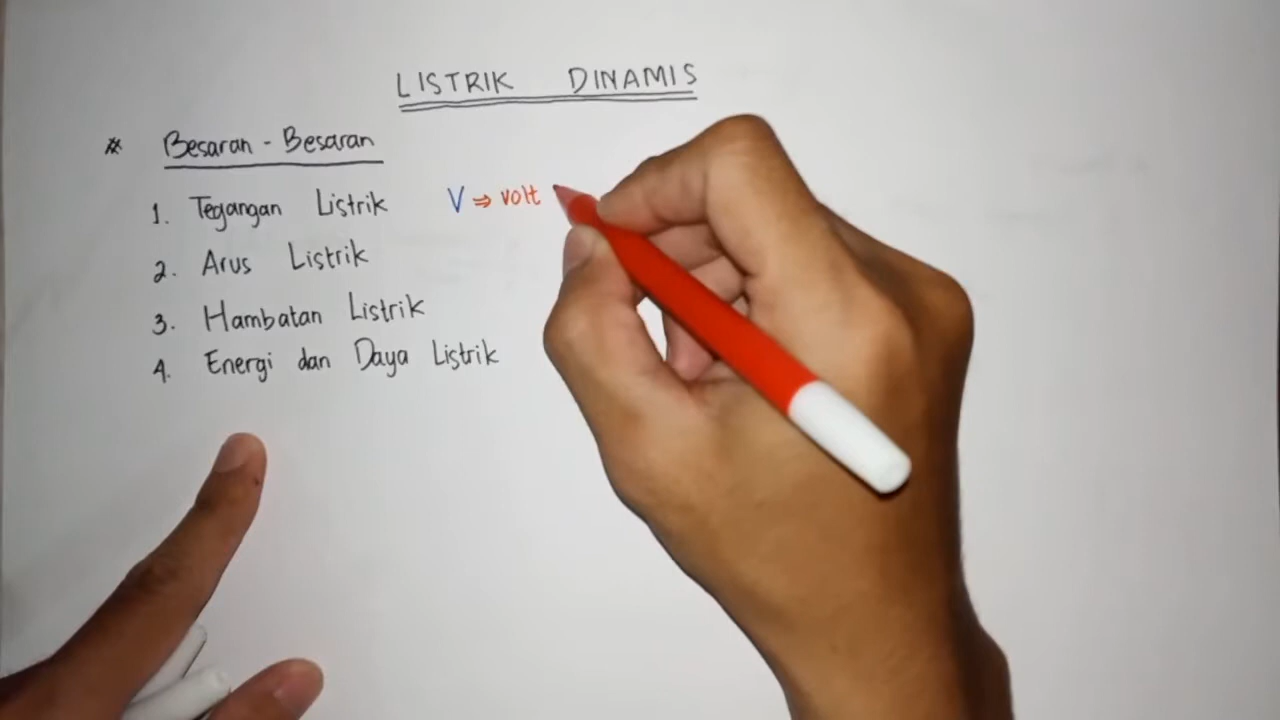 LISTRIK DINAMIS
* Besaran - Besaran
1. Tegangan Listrik V ⇒ volt
2. Arus Listrik
3. Hambatan Listrik
4. Energi dan Daya Listrik